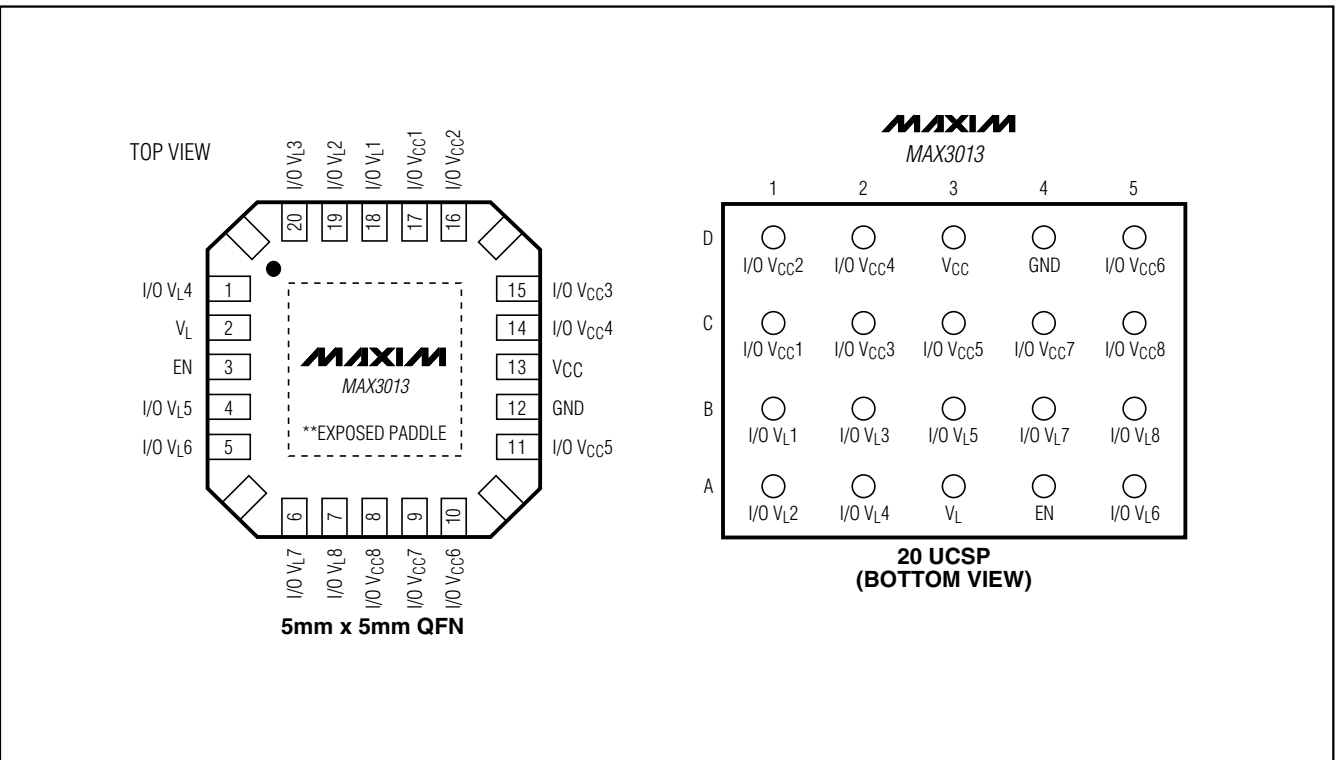 TOP VIEW
I/O VL3
I/O VL2
I/O VL1
I/O VCC1
I/O VCC2
20
19
18
17
16
I/O VL4 1
VL 2
EN 3
I/O VL5 4
I/O VL6 5
15 I/O VCC3
14 I/O VCC4
13 VCC
12 GND
11 I/O VCC5
MAXIM
MAX3013
**EXPOSED PADDLE
6
7
8
9
10
I/O VL7
I/O VL8
I/O VCC8
I/O VCC7
I/O VCC6
5mm x 5mm QFN
MAXIM
MAX3013
1 2 3 4 5
D
I/O VCC2 I/O VCC4 VCC GND I/O VCC6
C
I/O VCC1 I/O VCC3 I/O VCC5 I/O VCC7 I/O VCC8
B
I/O VL1 I/O VL3 I/O VL5 I/O VL7 I/O VL8
A
I/O VL2 I/O VL4 VL EN I/O VL6
20 UCSP
(BOTTOM VIEW)